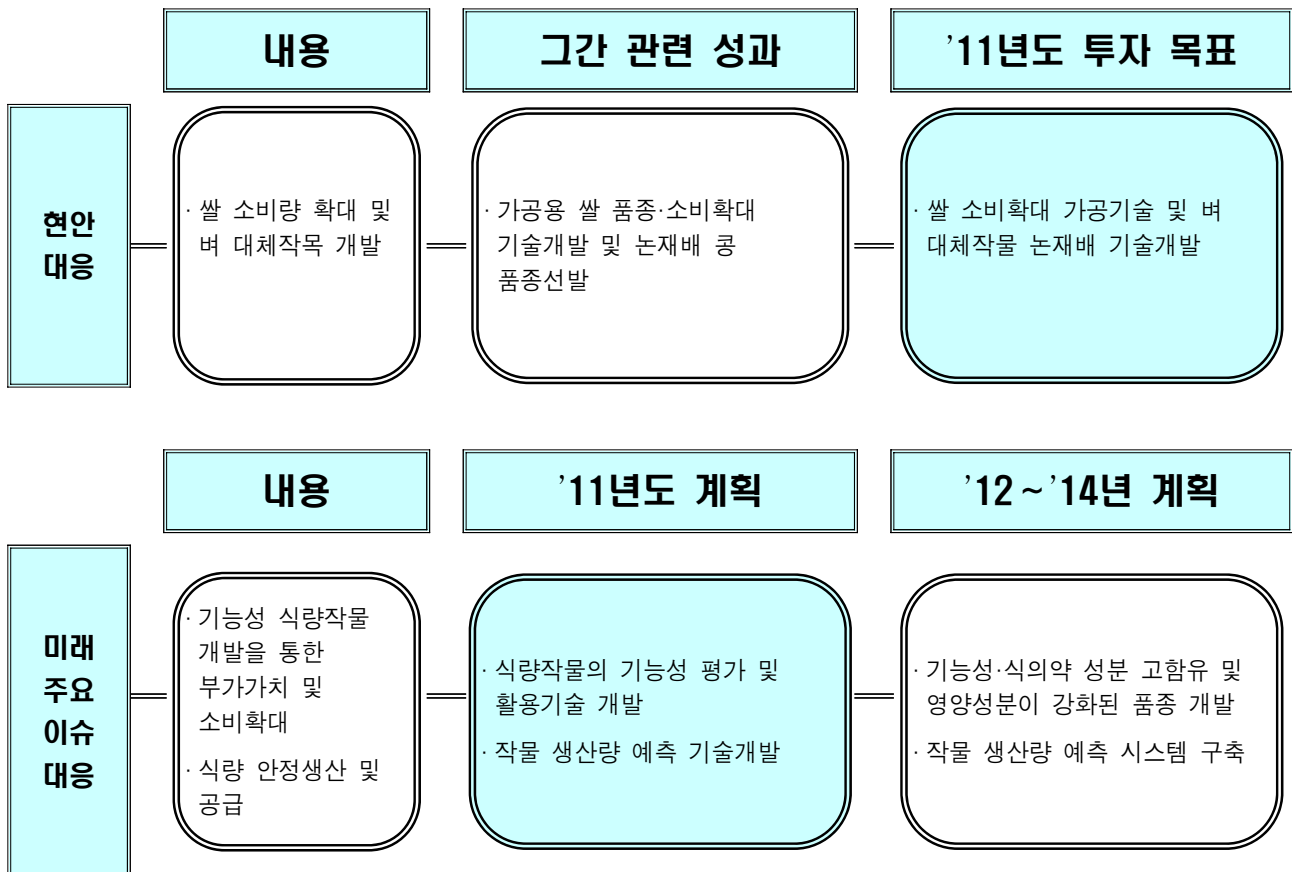 내용
그간 관련 성과
’11년도 투자 목표
현안
대응
· 쌀 소비량 확대 및
벼 대체작목 개발
· 가공용 쌀 품종·소비확대
기술개발 및 논재배 콩
품종선발
· 쌀 소비확대 가공기술 및 벼
대체작물 논재배 기술개발
내용
’11년도 계획
’12～’14년 계획
미래
주요
이슈
대응
· 기능성 식량작물
개발을 통한
부가가치 및
소비확대
· 식량 안정생산 및
공급
· 식량작물의 기능성 평가 및
활용기술 개발
· 작물 생산량 예측 기술개발
· 기능성·식의약 성분 고함유 및
영양성분이 강화된 품종 개발
· 작물 생산량 예측 시스템 구축